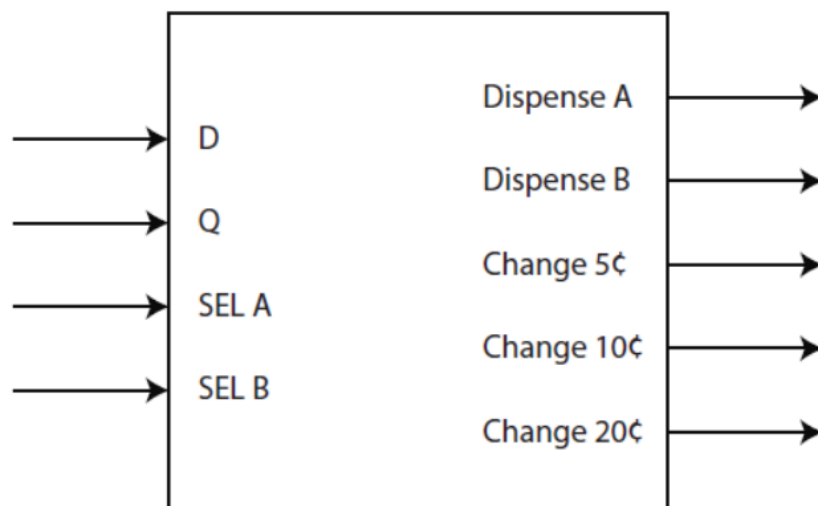 D
Q
SEL A
SEL B
Dispense A
Dispense B
Change 5¢
Change 10¢
Change 20¢